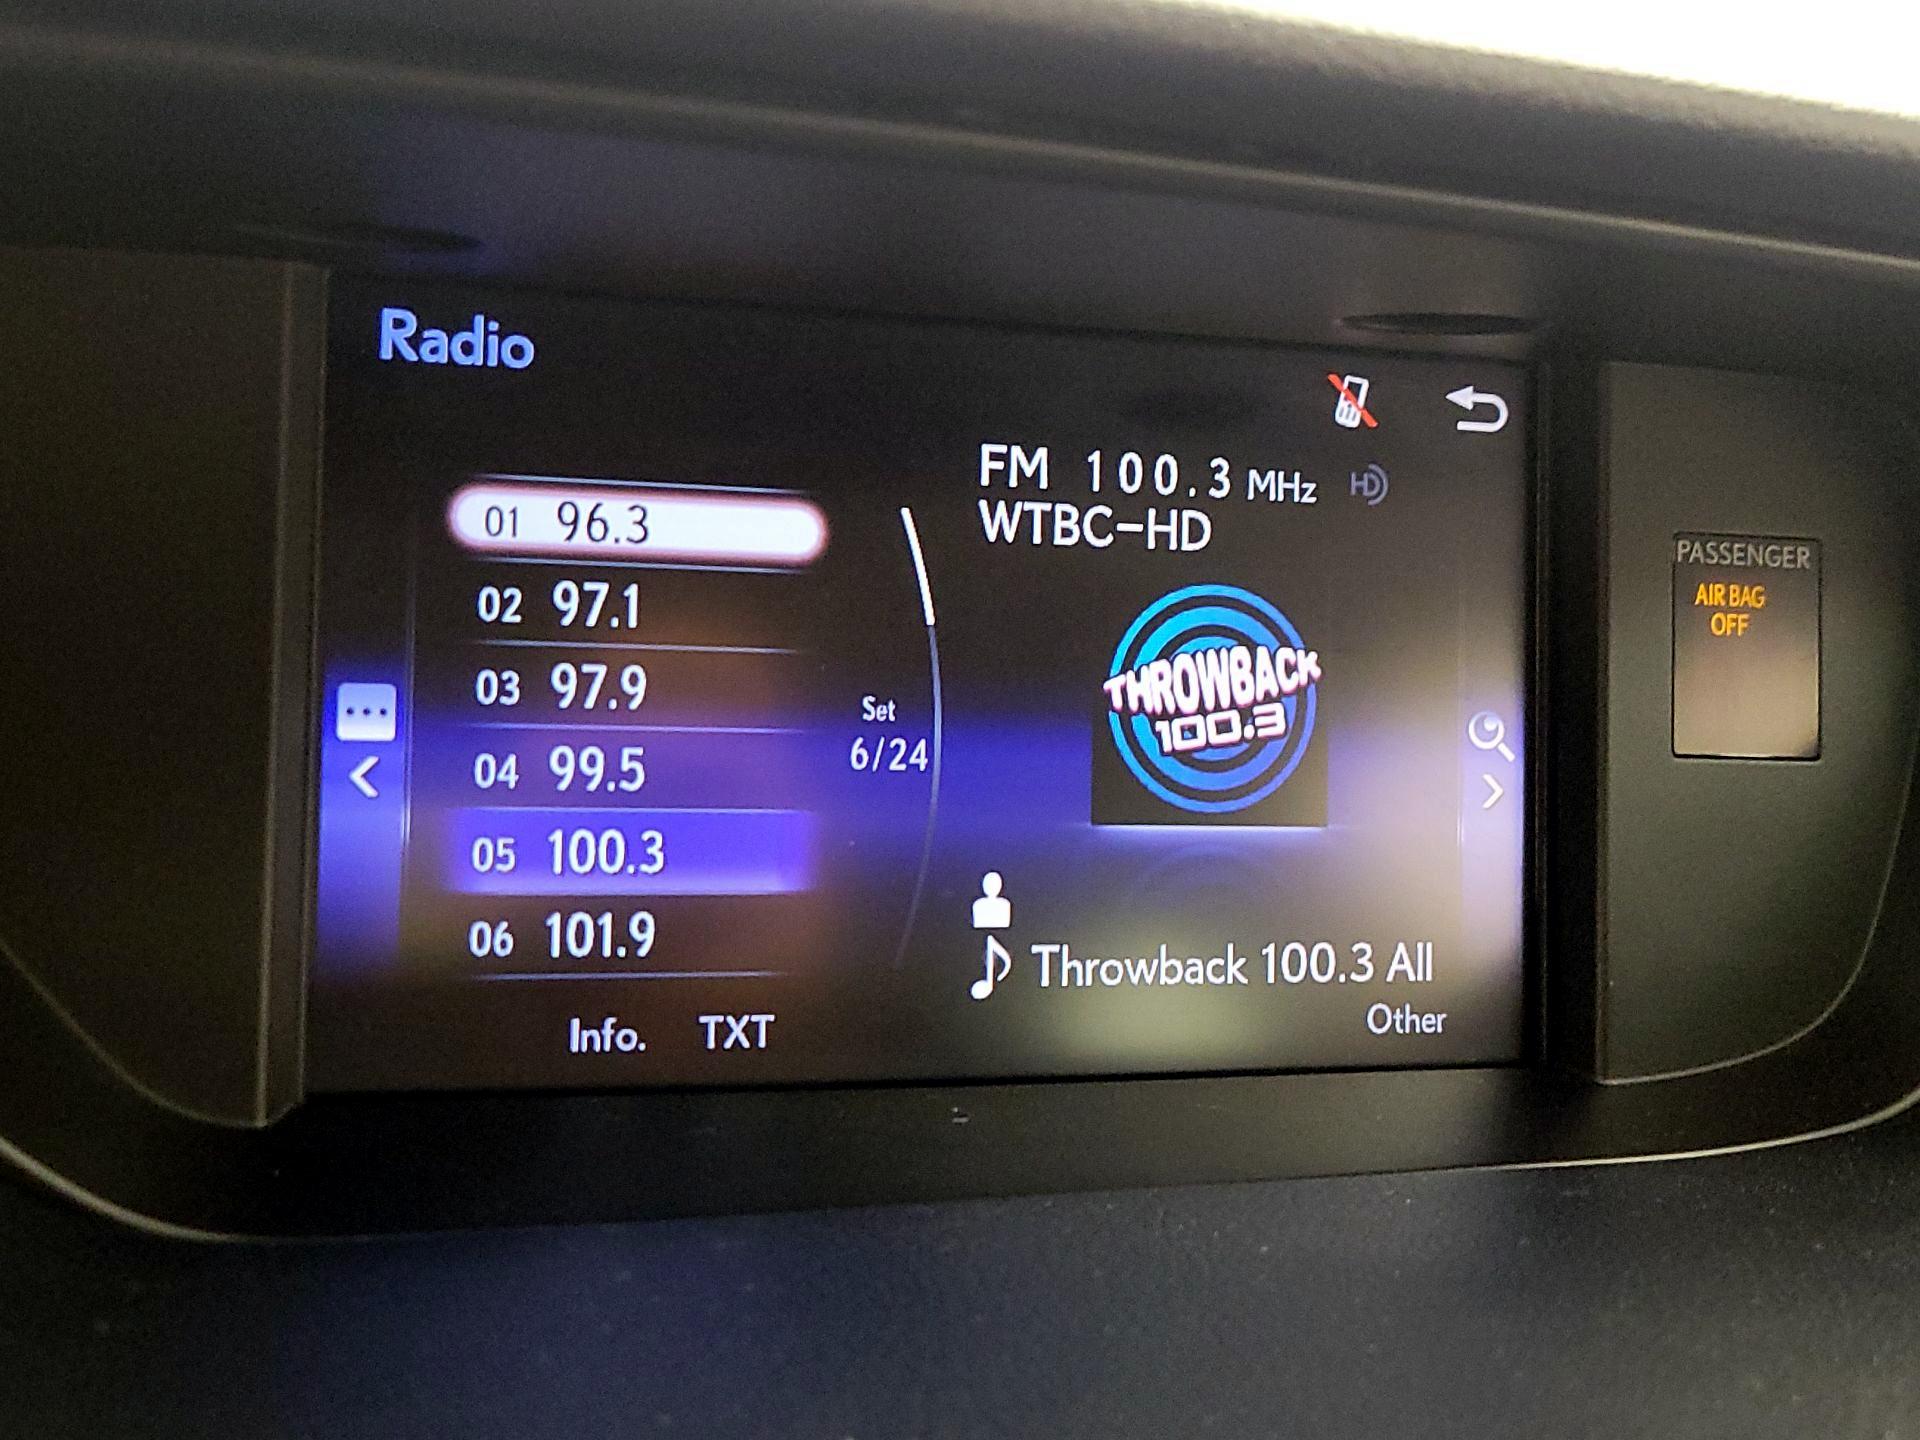 Radio
01 96.3
02 97.1
03 97.9
04 99.5
05 100.3
06 101.9
Set
6/24
Info. TXT
FM 100.3 MHz HD
WTBC-HD
THROWBACK
100.3
Throwback 100.3 All
Other
PASSENGER
AIR BAG
OFF